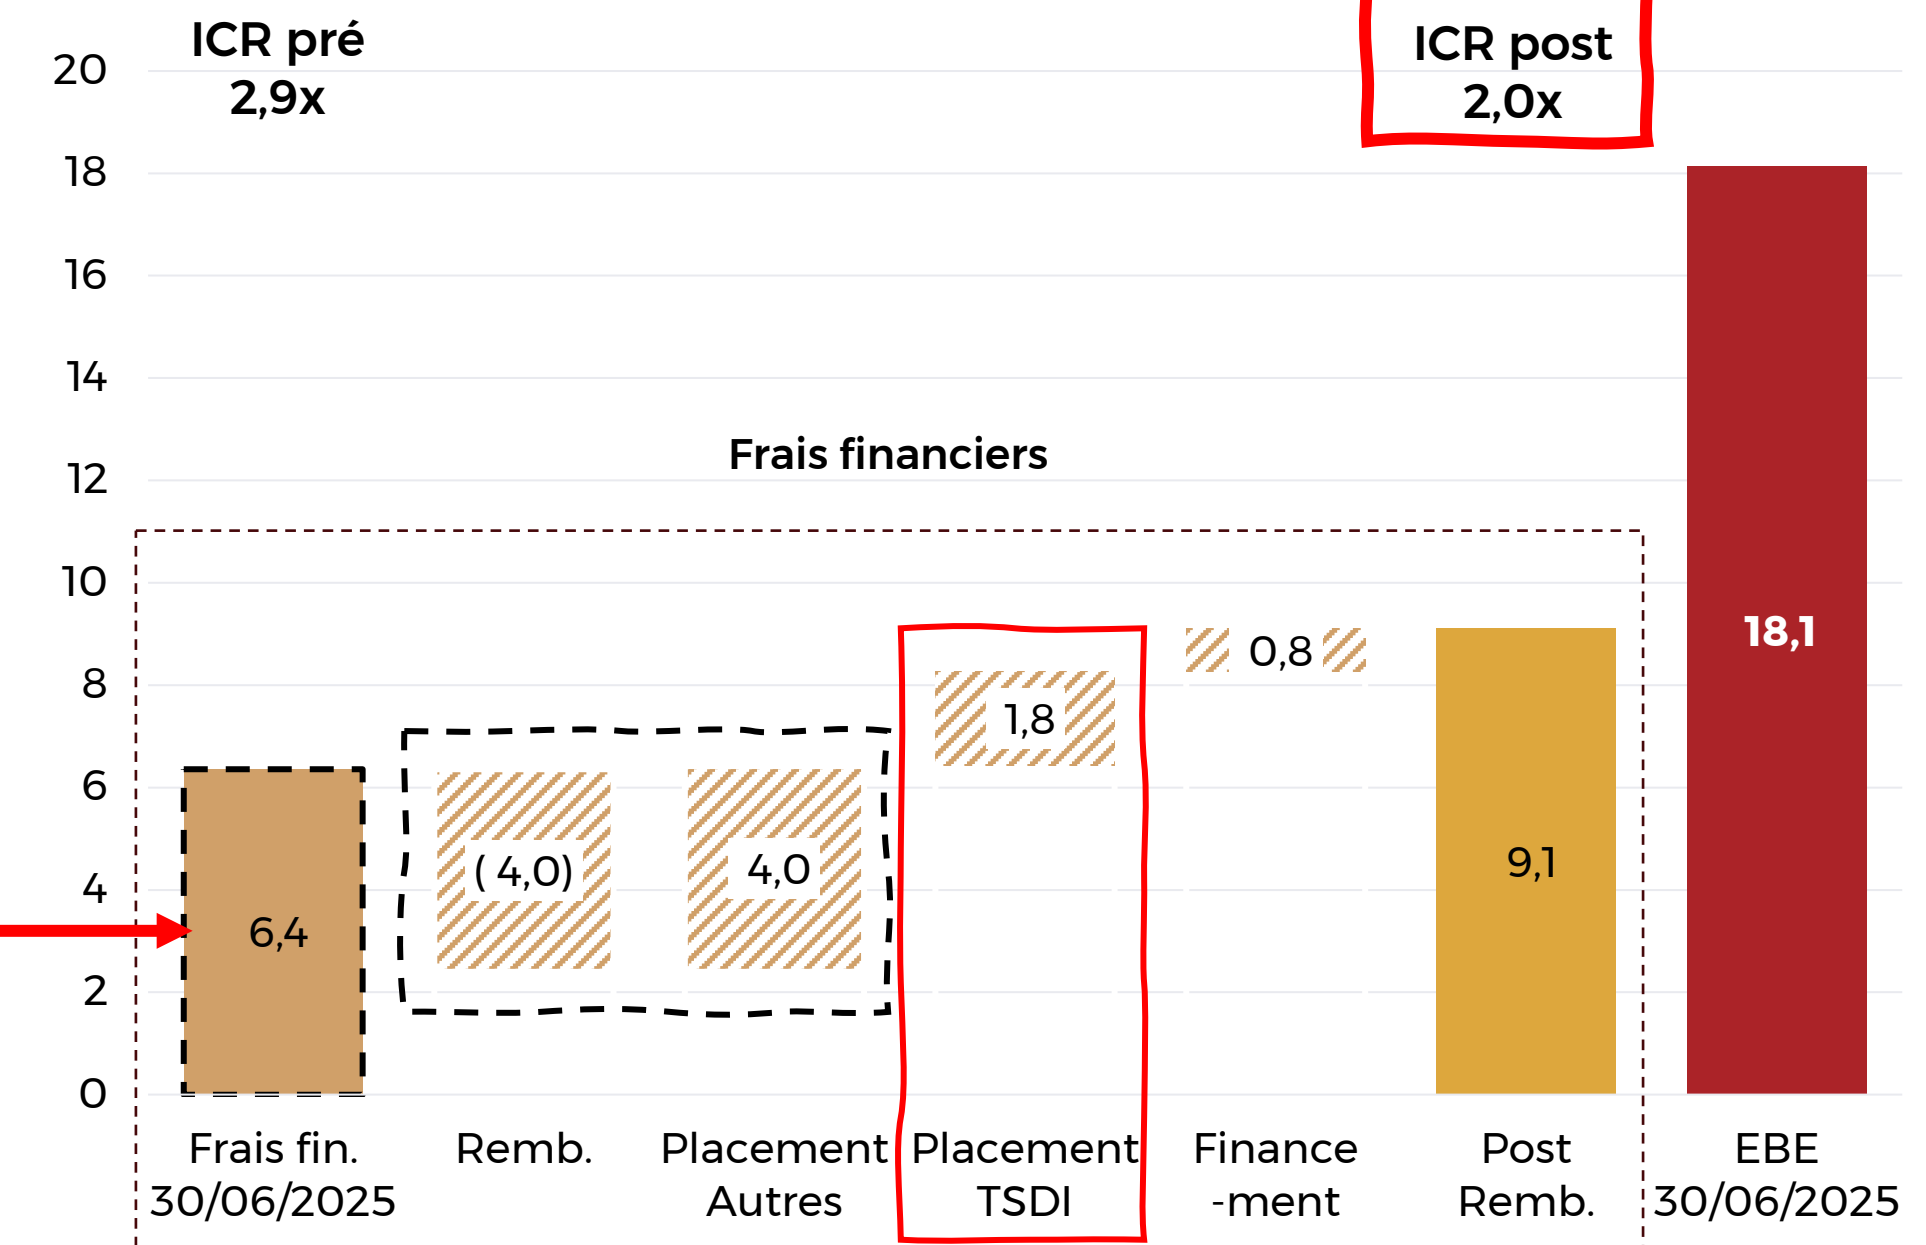 ICR pré
2,9x
ICR post
2,0x
20
18
16
14
12
10
8
6
4
2
0
Frais financiers
6,4
( 4,0)
4,0
1,8
0,8
9,1
18,1
Frais fin.
30/06/2025
Remb.
Placement
Autres
Placement
TSDI
Finance
-ment
Post
Remb.
EBE
30/06/2025